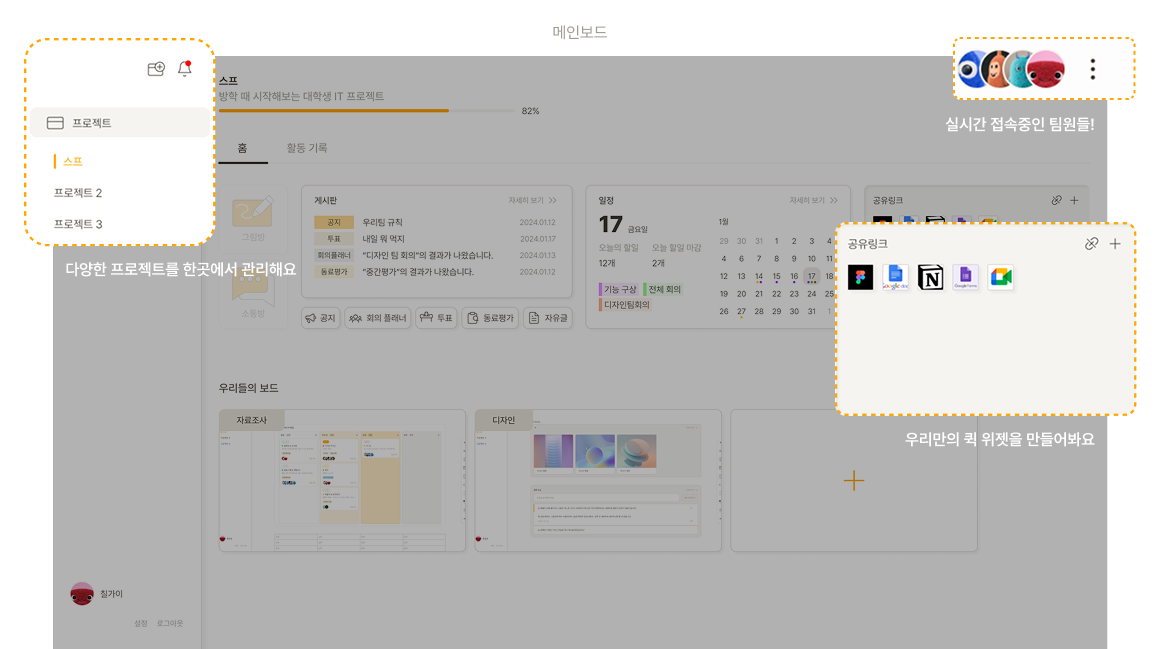 메인보드
스프
방학 때 시작해보는 대학생 IT 프로젝트
82%
실시간 접속중인 팀원들!
프로젝트
스프
프로젝트 2
프로젝트 3
다양한 프로젝트를 한곳에서 관리해요
홈
활동 기록
그림방
소통방
게시판
자세히 보기
공지 우리팀 규칙 2024.01.12
투표 내일 뭐 먹지 2024.01.17
회의플래너 "디자인 팀 회의"의 결과가 나왔습니다. 2024.01.13
동료평가 "중간평가"의 결과가 나왔습니다. 2024.01.12
공지
회의 플래너
투표
동료평가
자유글
일정
자세히 보기
17 금요일
오늘의 할일 오늘 할일 마감
12개 2개
기능 구상
전체 회의
디자인팀회의
1월
29 30 31 1 2 3 4
4 6 7 8 9 10 11
12 13 14 15 16 17 18
19 20 21 22 23 24 25
26 27 28 29 30 31 1
공유링크
공유링크
Google Forms
우리만의 퀵 위젯을 만들어봐요
우리들의 보드
자료조사
디자인
칠가이
설정
로그아웃